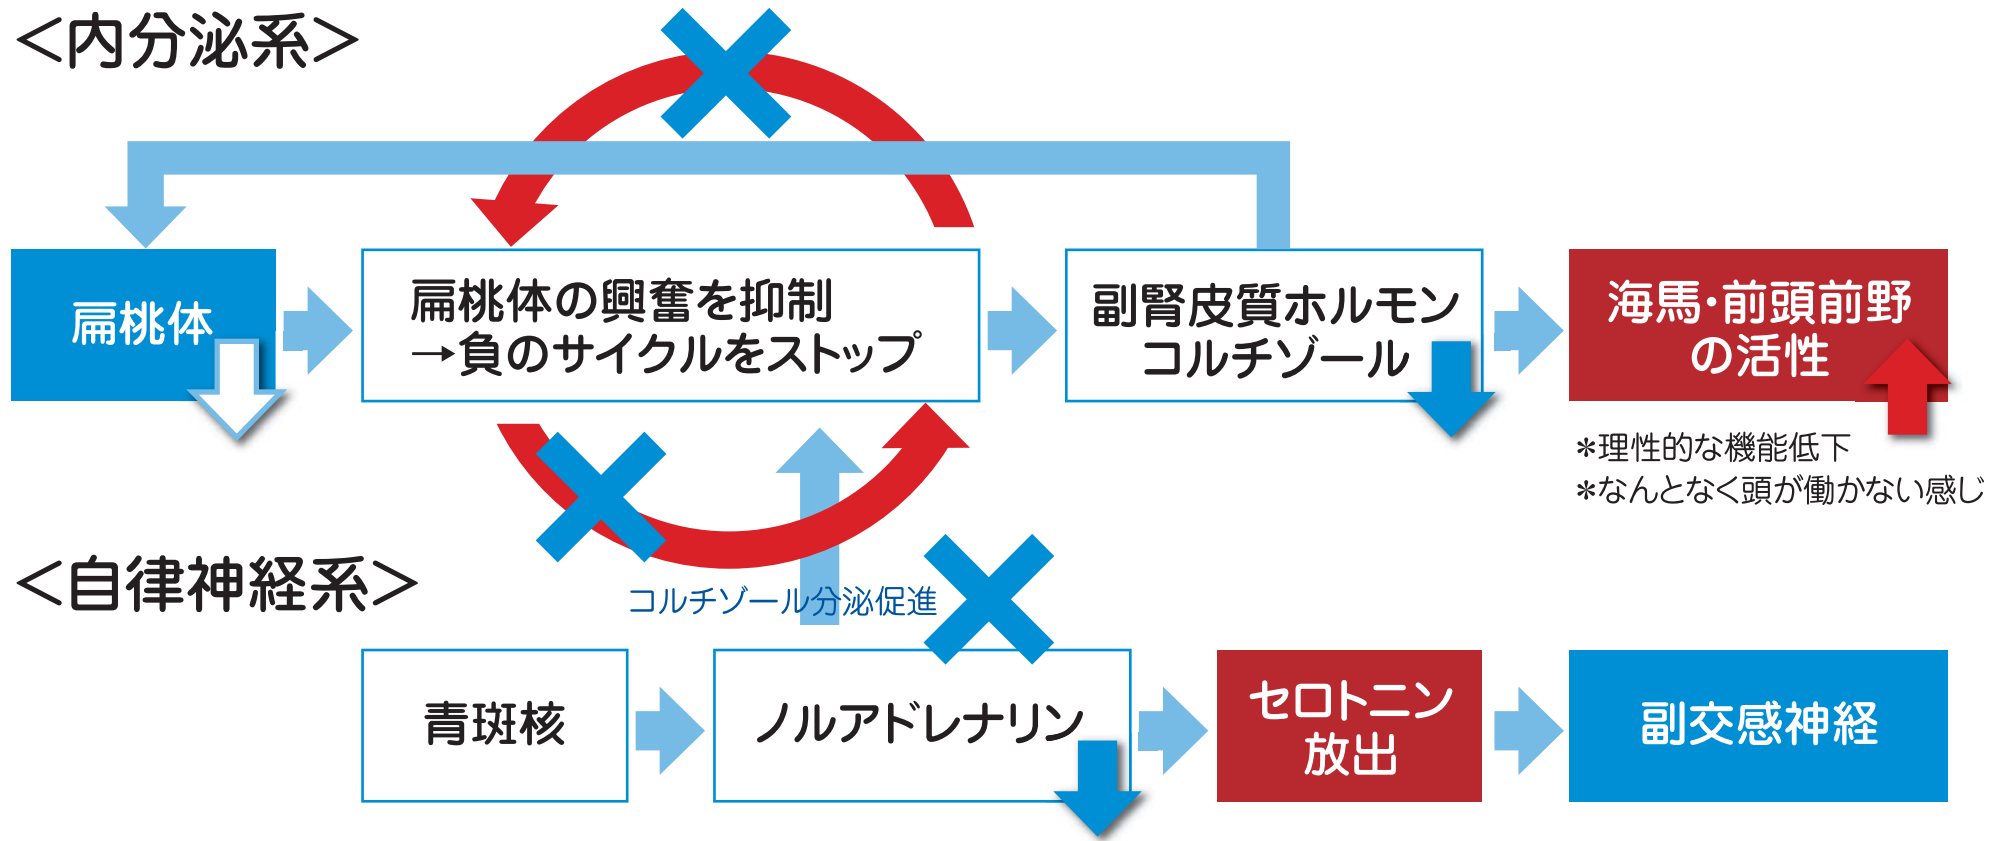 ＜内分泌系＞
扁桃体
扁桃体の興奮を抑制
→負のサイクルをストップ
副腎皮質ホルモン
コルチゾール
海馬・前頭前野
の活性
＊理性的な機能低下
＊なんとなく頭が働かない感じ
＜自律神経系＞
コルチゾール分泌促進
青斑核
ノルアドレナリン
セロトニン
放出
副交感神経